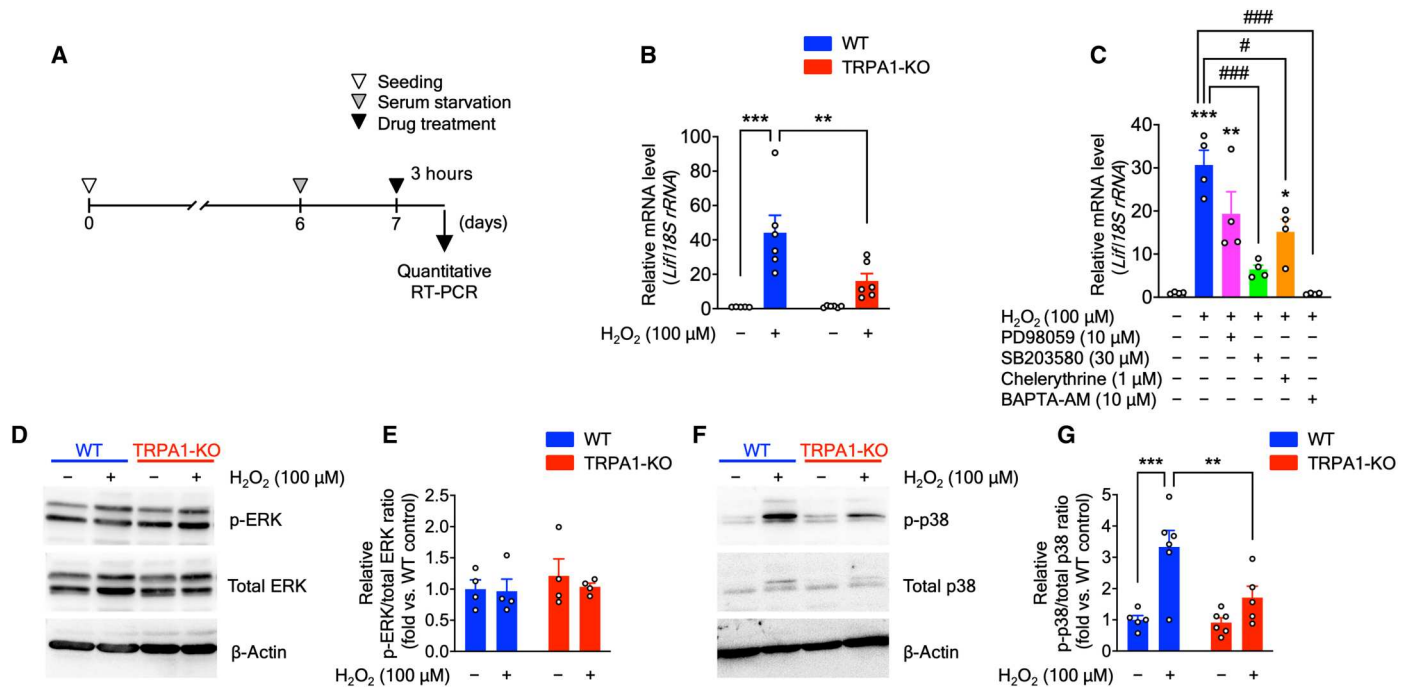 A
Seeding
Serum starvation
Drug treatment
3 hours
0
6
7
(days)
Quantitative
RT-PCR
B
WT
TRPA1-KO
Relative mRNA level
(Lif/18S rRNA)
100
80
60
40
20
0
***
**
H₂O₂ (100 µM)
– + – +
C
###
#
###
Relative mRNA level
(Lif/18S rRNA)
40
30
20
10
0
***
**
*
H₂O₂ (100 µM) – + + + + +
PD98059 (10 µM) – – + – – –
SB203580 (30 µM) – – – + – –
Chelerythrine (1 µM) – – – – + –
BAPTA-AM (10 µM) – – – – – +
D
WT TRPA1-KO
– + – + H₂O₂ (100 µM)
p-ERK
Total ERK
β-Actin
E
WT
TRPA1-KO
Relative
p-ERK/total ERK ratio
(fold vs. WT control)
2.5
2.0
1.5
1.0
0.5
0.0
H₂O₂ (100 µM) – + – +
F
WT TRPA1-KO
– + – + H₂O₂ (100 µM)
p-p38
Total p38
β-Actin
G
WT
TRPA1-KO
Relative
p-p38/total p38 ratio
(fold vs. WT control)
5
4
3
2
1
0
***
**
H₂O₂ (100 µM) – + – +